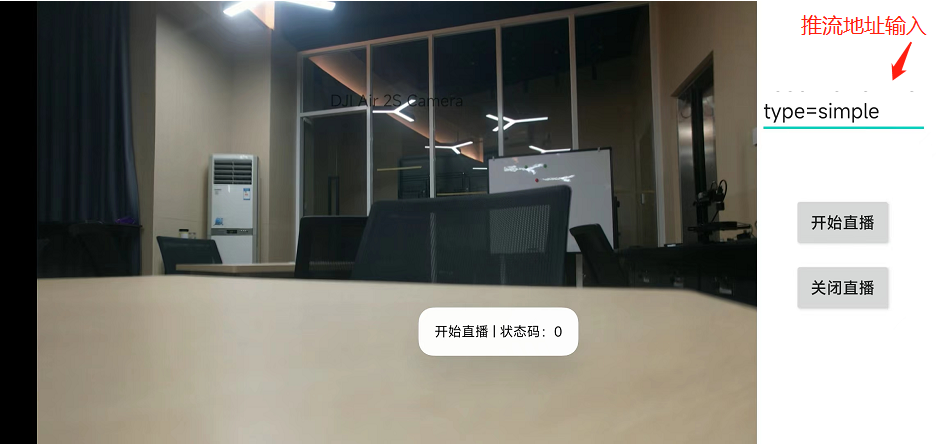 推流地址输入
DJI Air 2S Camera
type=simple
开始直播
关闭直播
开始直播 | 状态码：0